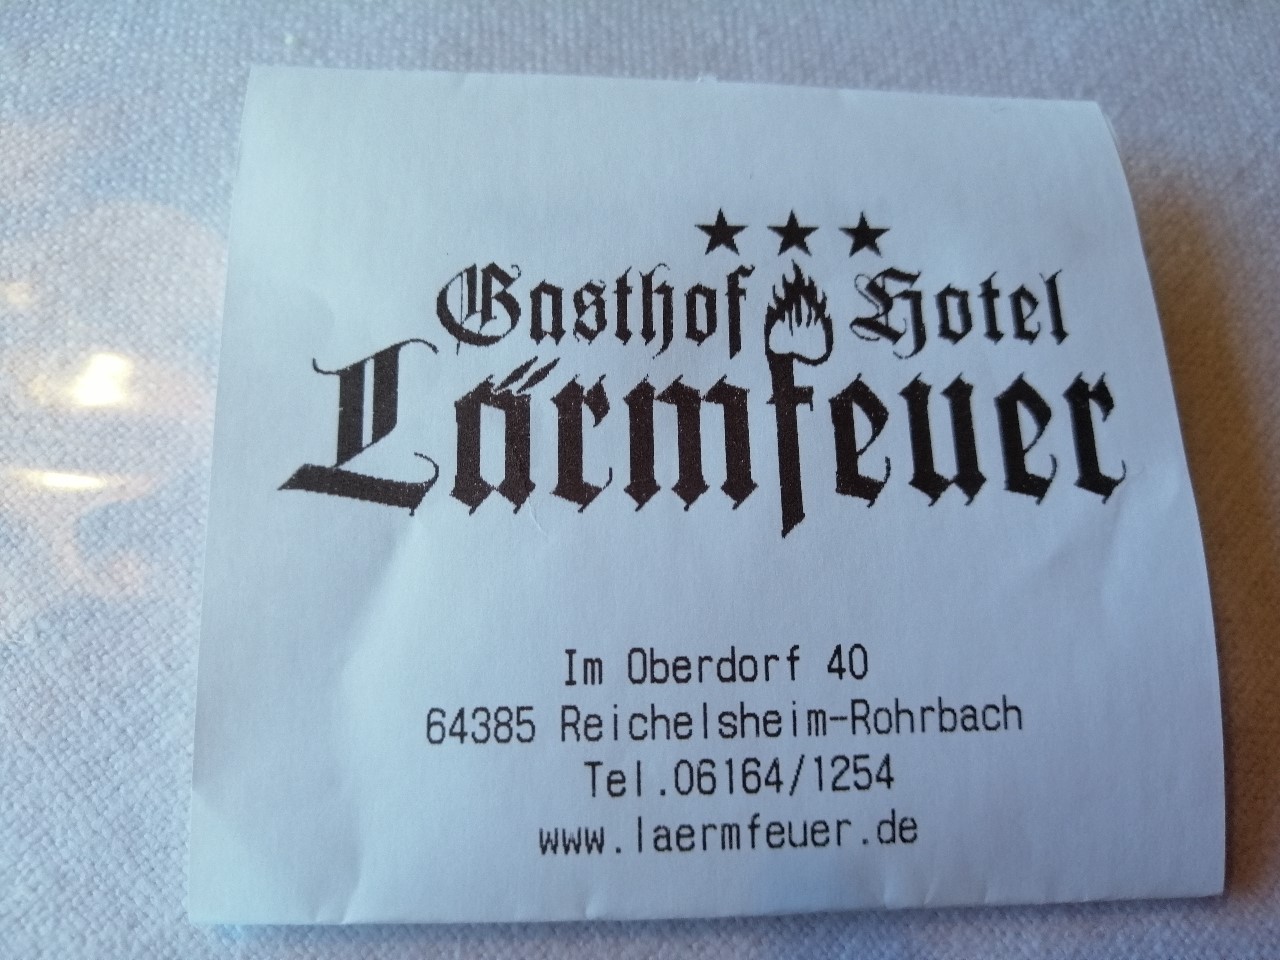 Gasthof Hotel
Lärmfeuer
Im Oberdorf 40
64385 Reichelsheim-Rohrbach
Tel.06164/1254
www.laermfeuer.de